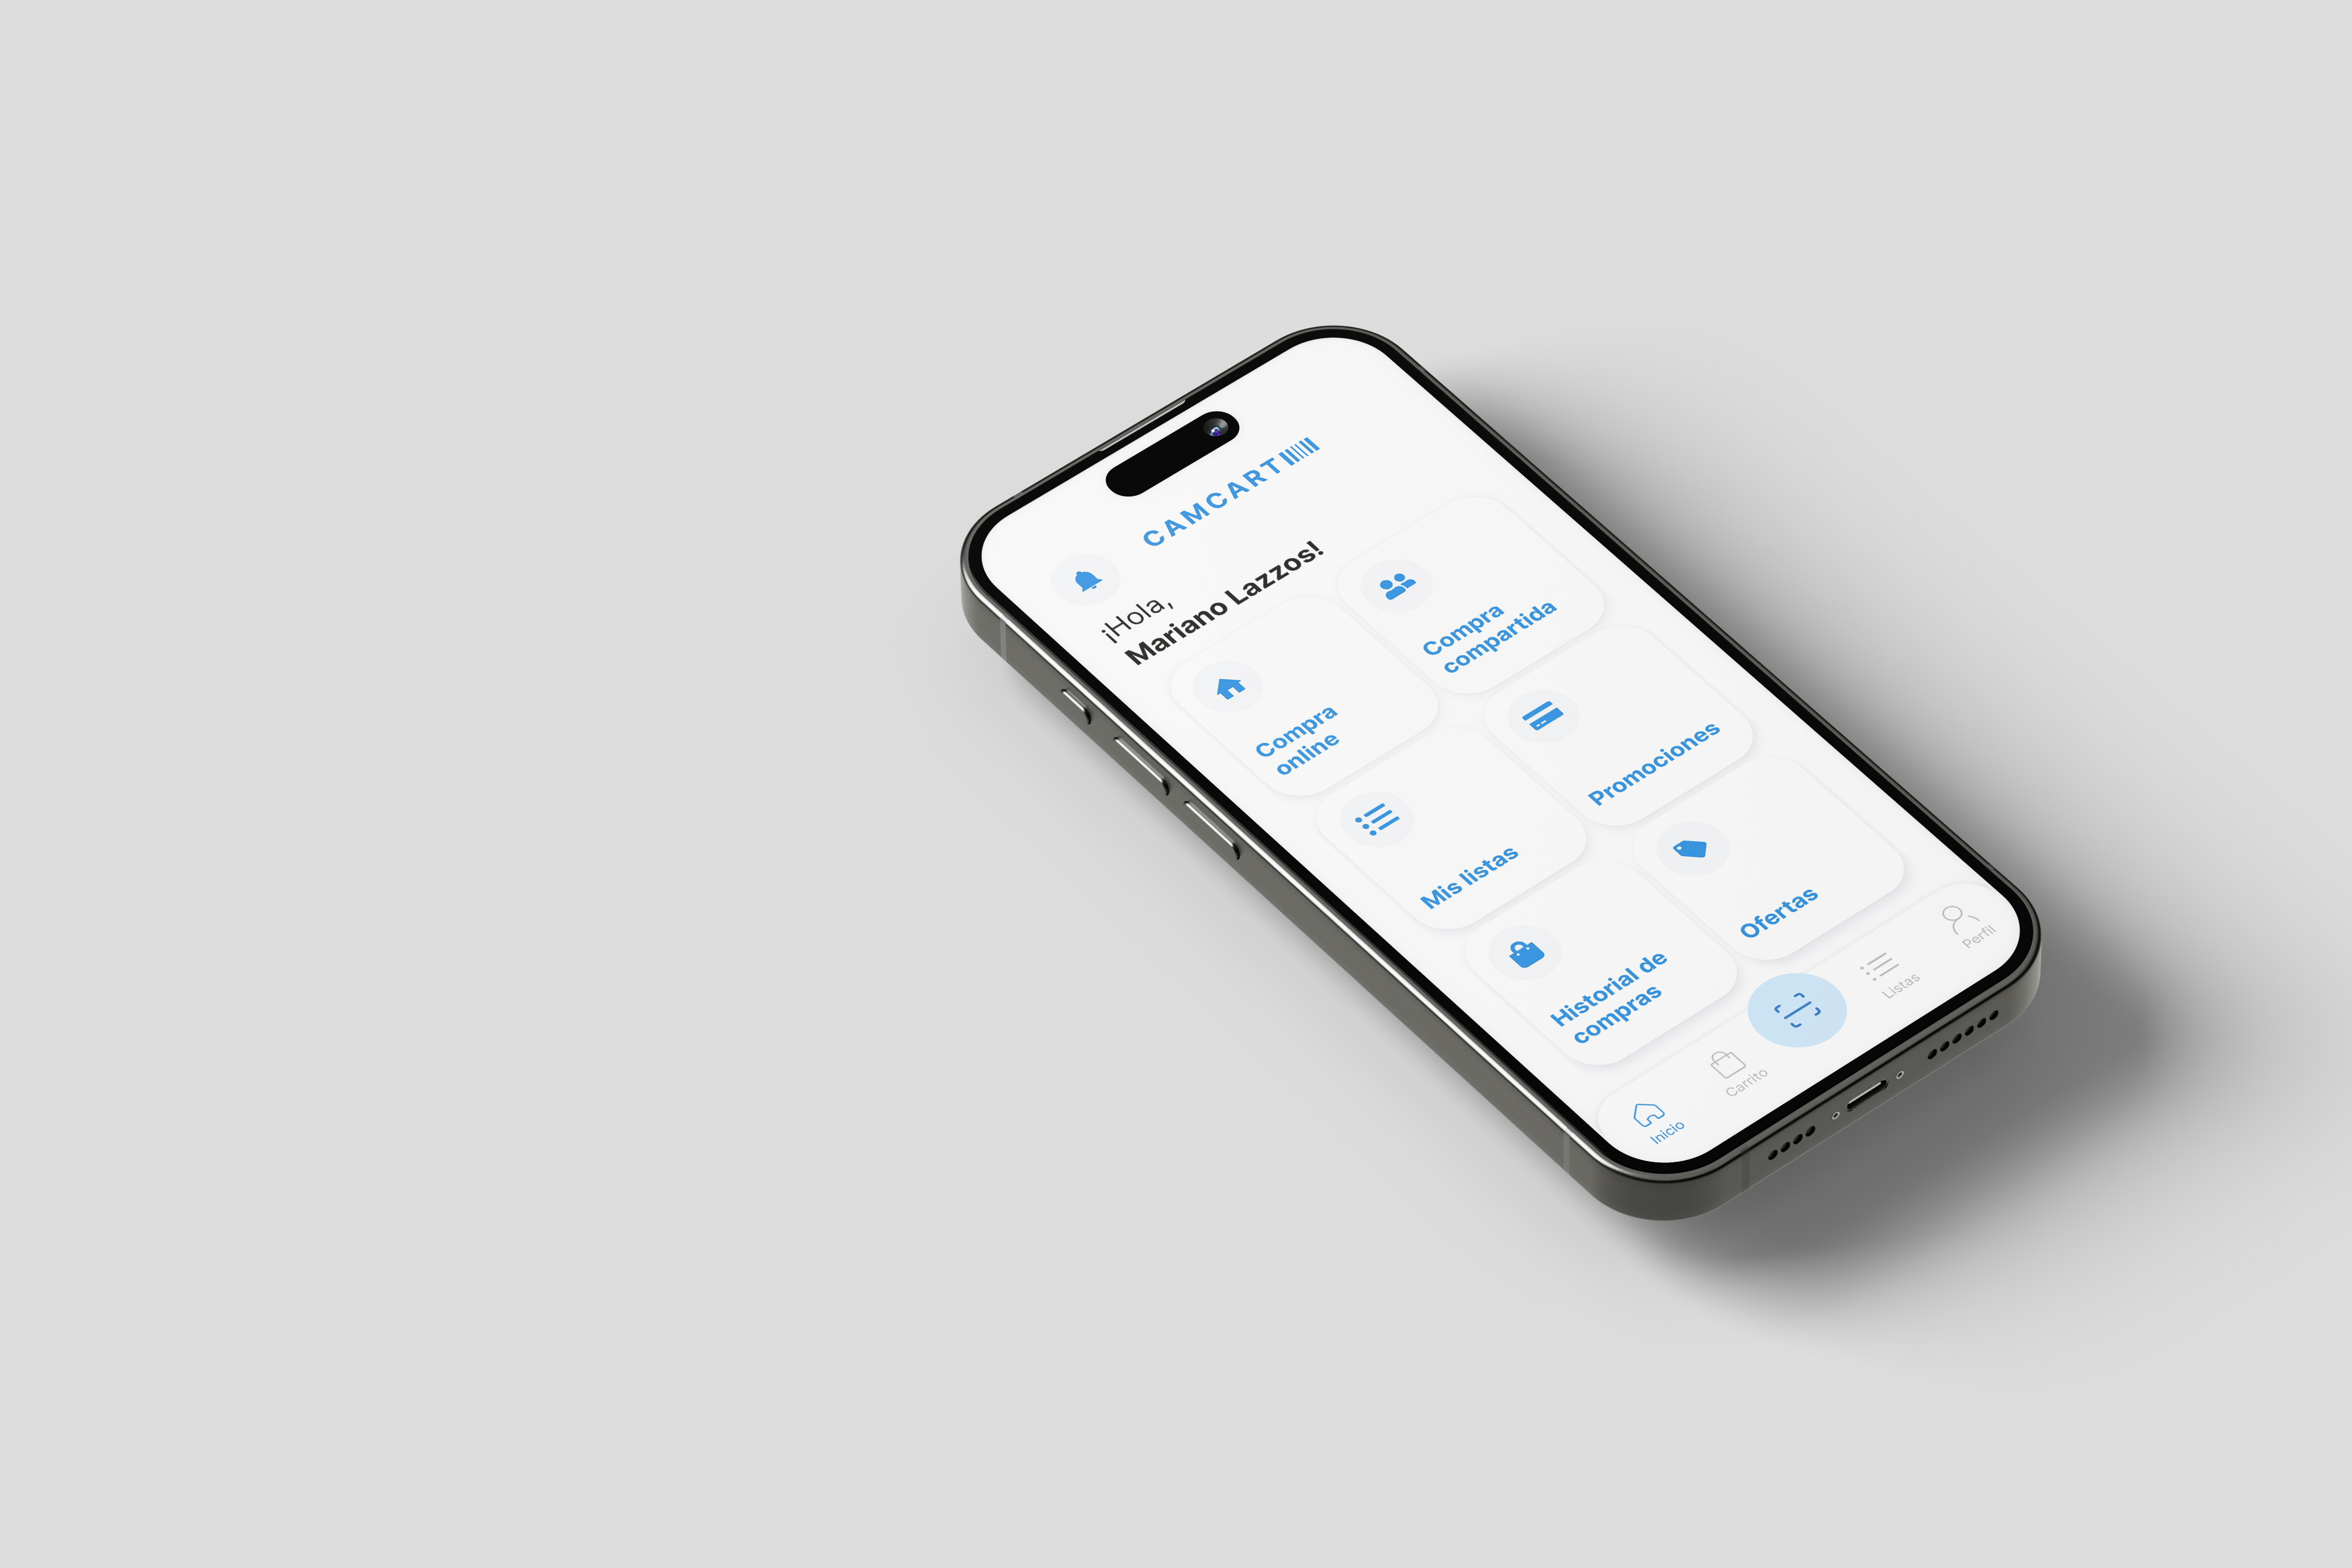 CAMCART
¡Hola,
Mariano Lazzos!
Compra
online
Compra
compartida
Mis listas
Promociones
Historial de
compras
Ofertas
Inicio
Carrito
Listas
Perfil